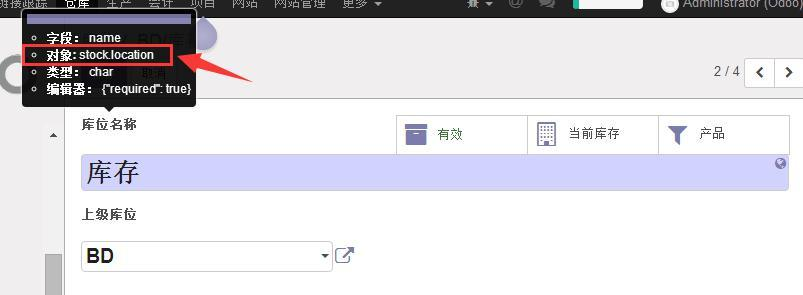 仓库 生产 会计 项目 网站 网站管理 更多
Administrator (Odoo)
字段： name
对象: stock.location
类型： char
编辑器： {"required": true}
BD/
取消
2 / 4
库位名称
有效
当前库存
产品
库存
上级库位
BD